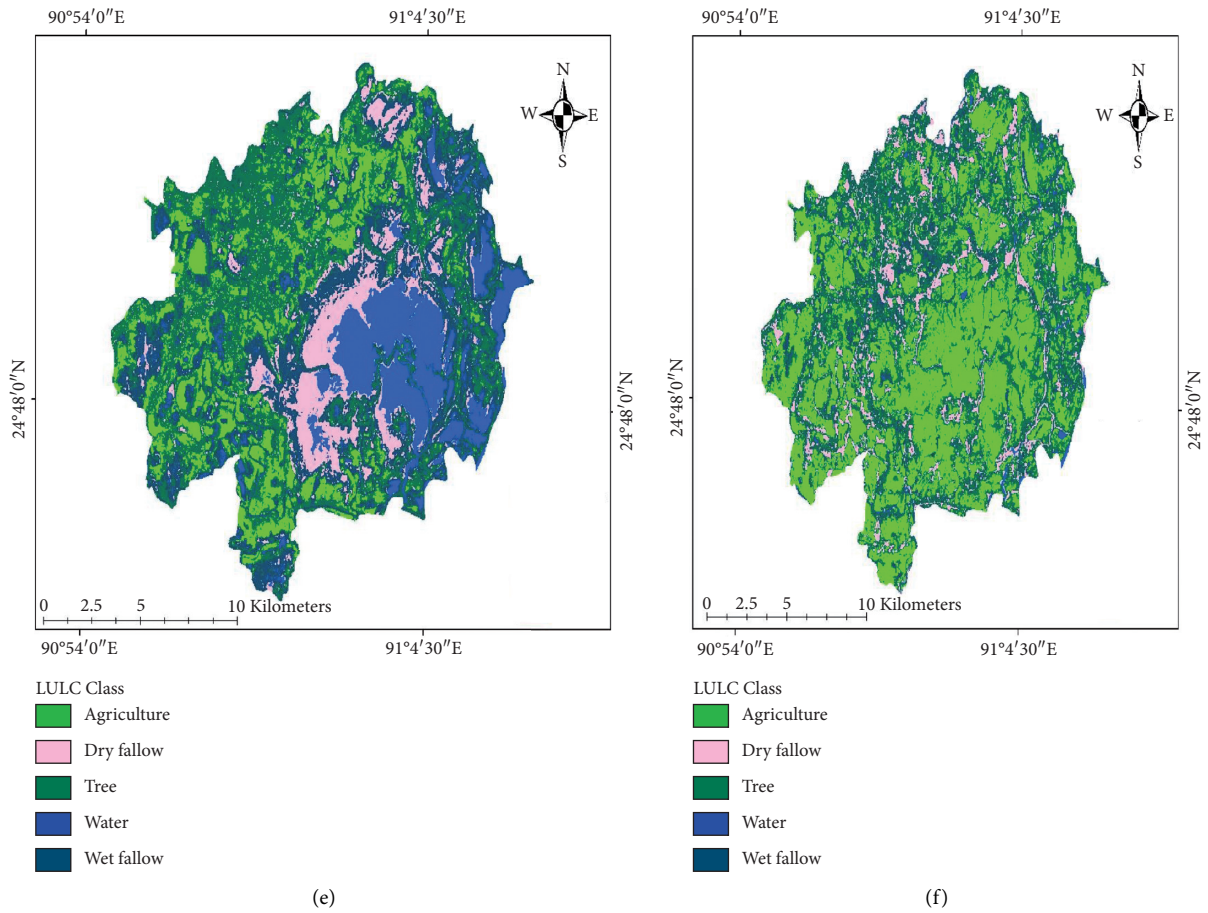 90°54′0″E 91°4′30″E
N
W E
S
24°48′0″N 24°48′0″N
0 2.5 5 10 Kilometers
90°54′0″E 91°4′30″E
LULC Class
Agriculture
Dry fallow
Tree
Water
Wet fallow
(e)
90°54′0″E 91°4′30″E
N
W E
S
24°48′0″N 24°48′0″N
0 2.5 5 10 Kilometers
90°54′0″E 91°4′30″E
LULC Class
Agriculture
Dry fallow
Tree
Water
Wet fallow
(f)